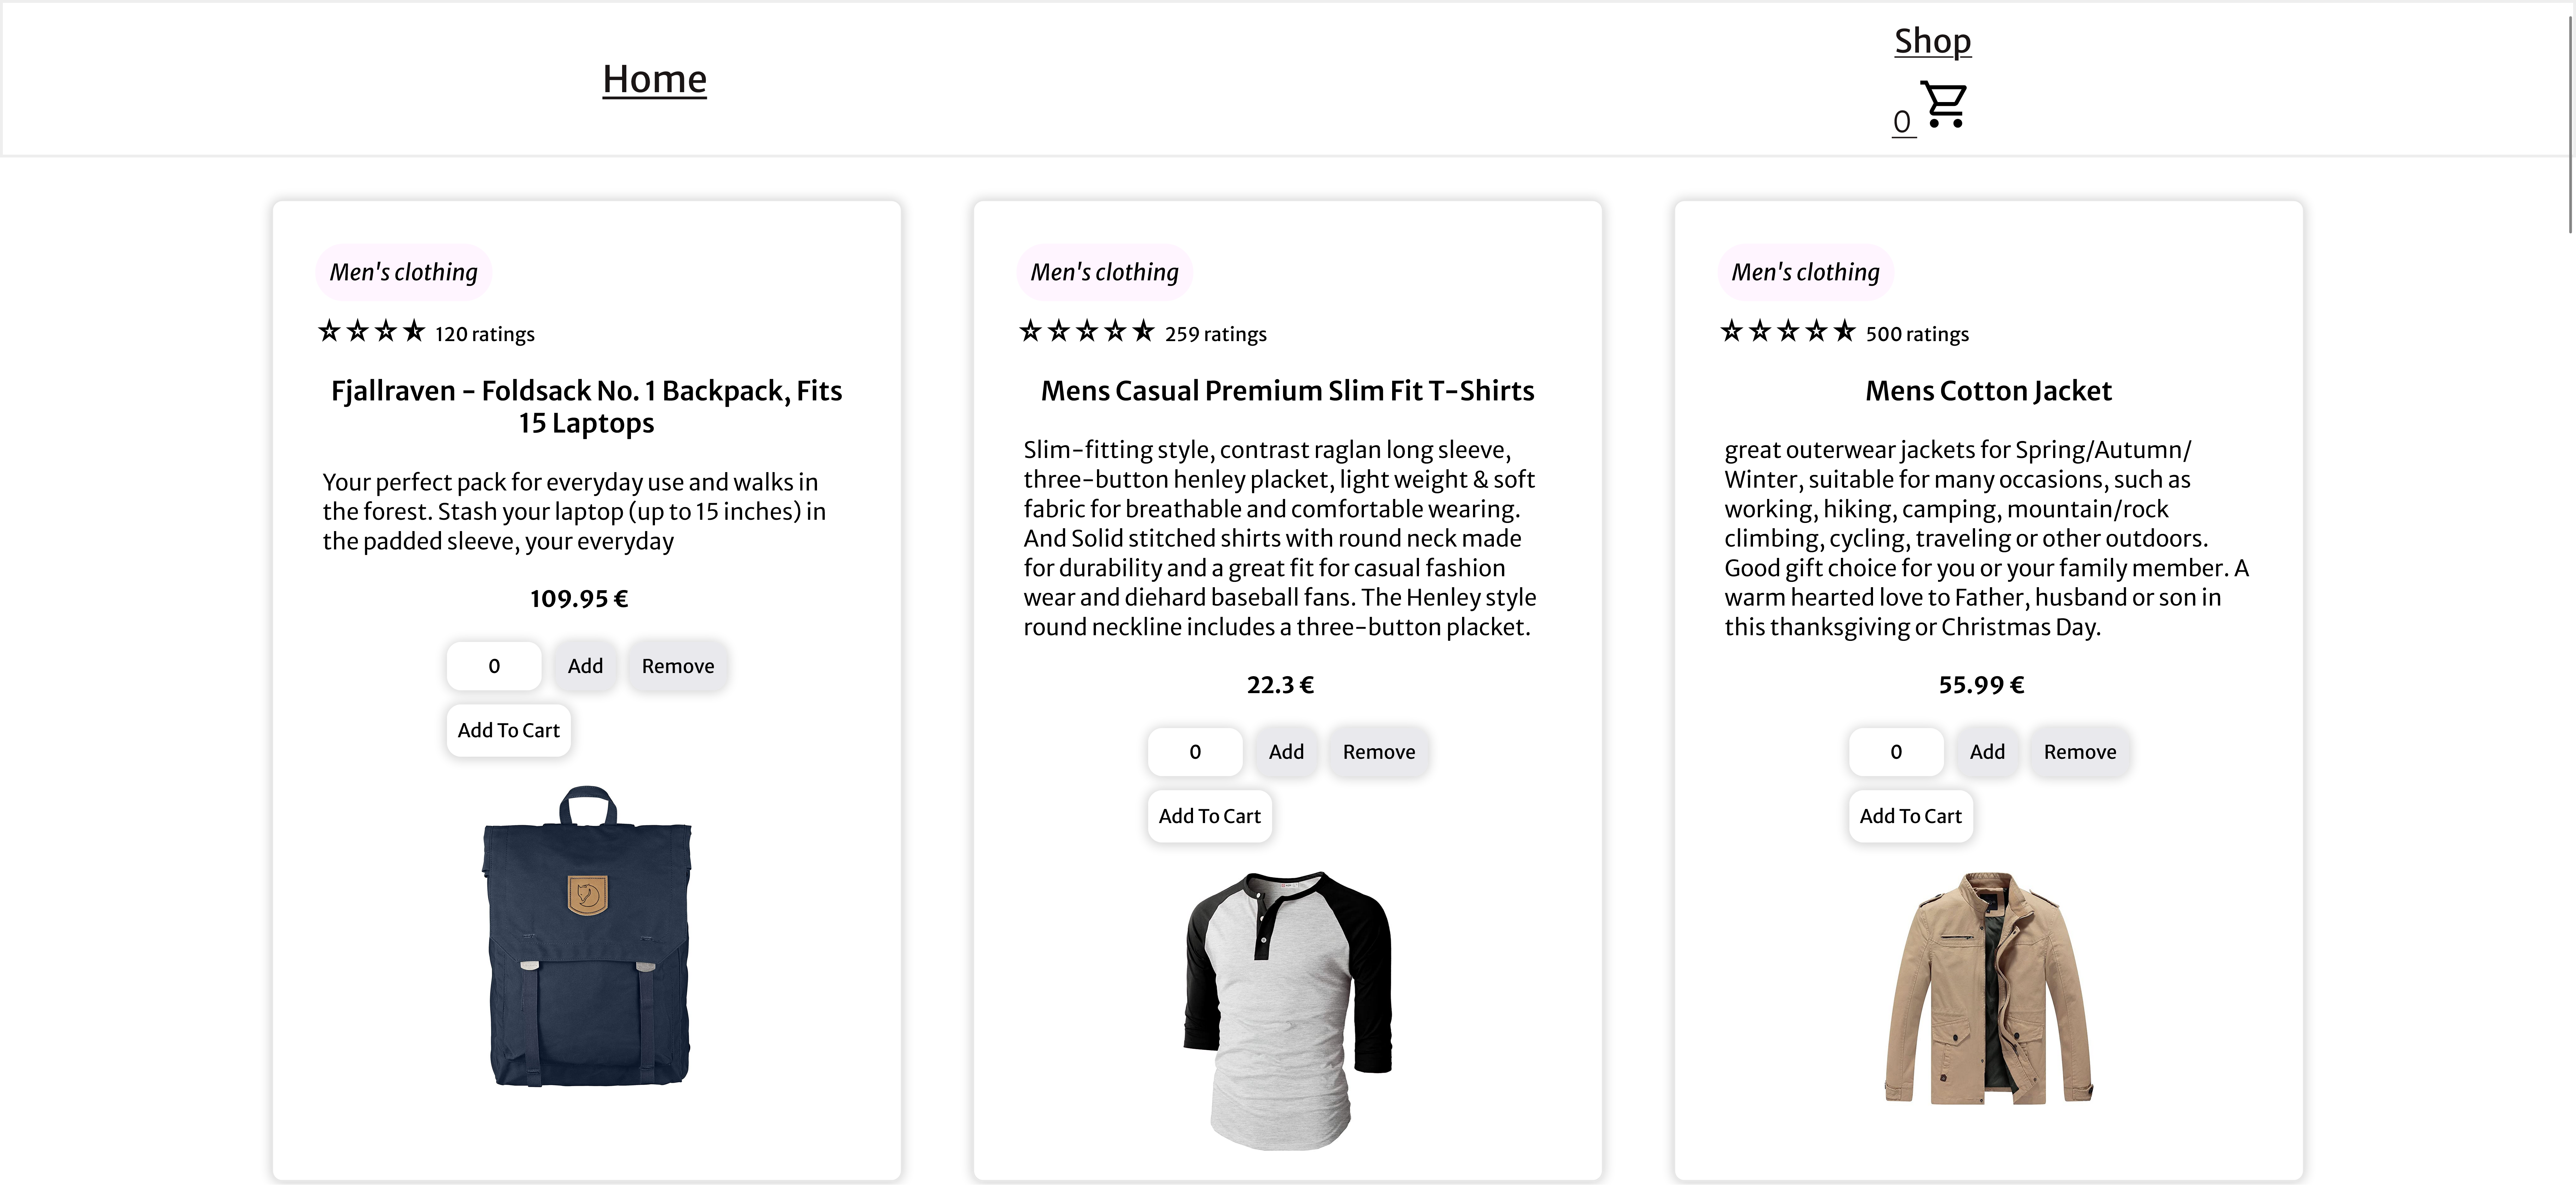 Home
Shop
0
Men's clothing
120 ratings
Fjallraven - Foldsack No. 1 Backpack, Fits
15 Laptops
Your perfect pack for everyday use and walks in
the forest. Stash your laptop (up to 15 inches) in
the padded sleeve, your everyday
109.95 €
0
Add
Remove
Add To Cart
Men's clothing
259 ratings
Mens Casual Premium Slim Fit T-Shirts
Slim-fitting style, contrast raglan long sleeve,
three-button henley placket, light weight & soft
fabric for breathable and comfortable wearing.
And Solid stitched shirts with round neck made
for durability and a great fit for casual fashion
wear and diehard baseball fans. The Henley style
round neckline includes a three-button placket.
22.3 €
0
Add
Remove
Add To Cart
Men's clothing
500 ratings
Mens Cotton Jacket
great outerwear jackets for Spring/Autumn/
Winter, suitable for many occasions, such as
working, hiking, camping, mountain/rock
climbing, cycling, traveling or other outdoors.
Good gift choice for you or your family member. A
warm hearted love to Father, husband or son in
this thanksgiving or Christmas Day.
55.99 €
0
Add
Remove
Add To Cart